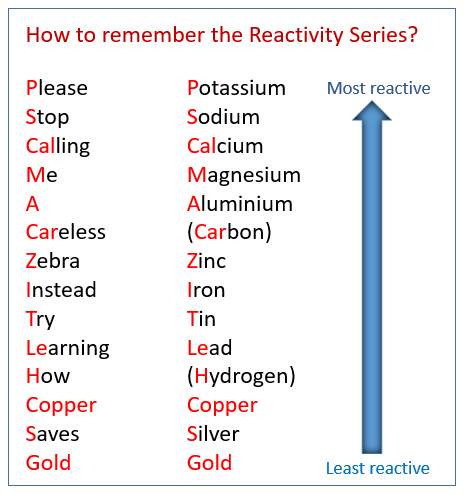 How to remember the Reactivity Series?
Please Potassium Most reactive
Stop Sodium
Calling Calcium
Me Magnesium
A Aluminium
Careless (Carbon)
Zebra Zinc
Instead Iron
Try Tin
Learning Lead
How (Hydrogen)
Copper Copper
Saves Silver
Gold Gold Least reactive